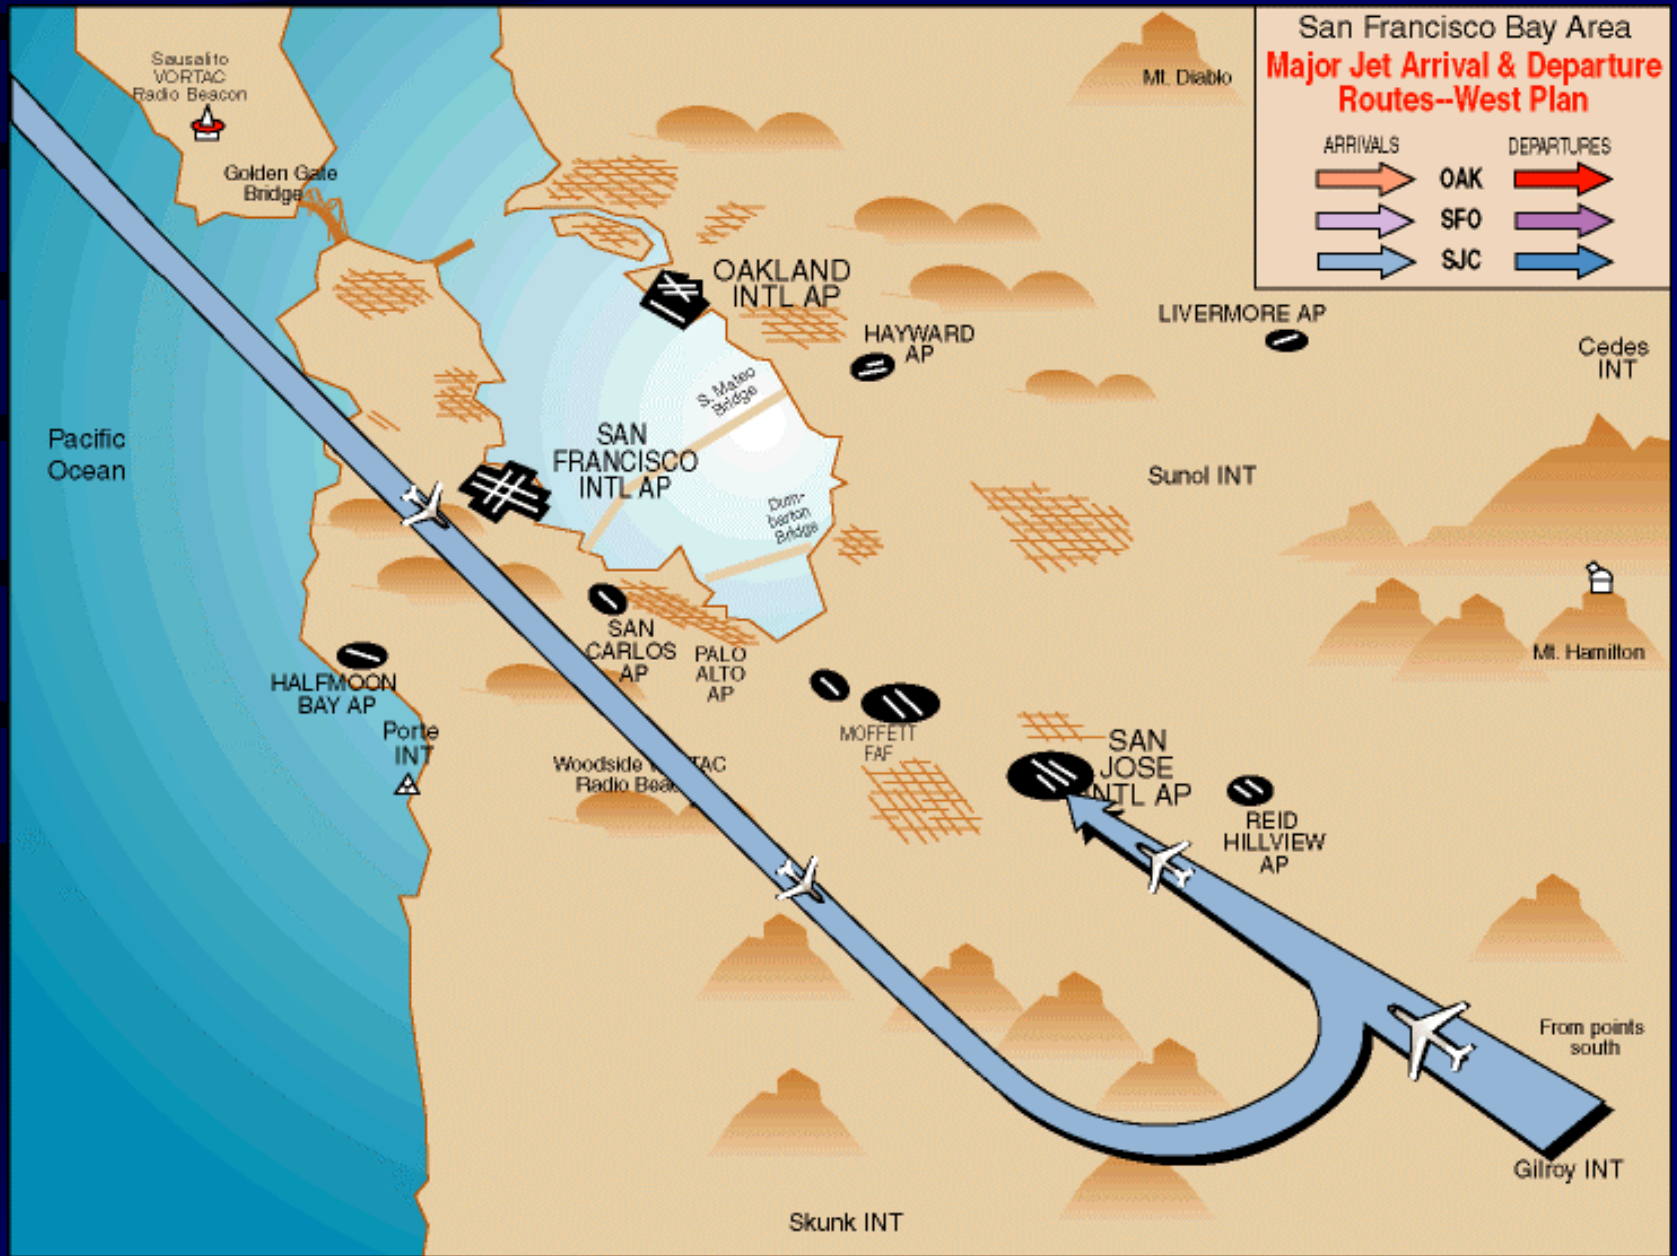 San Francisco Bay Area
Major Jet Arrival & Departure
Routes--West Plan
ARRIVALS
DEPARTURES
OAK
SFO
SJC
Sausalito
VORTAC
Radio Beacon
Golden Gate
Bridge
Mt. Diablo
OAKLAND
INTL AP
HAYWARD
AP
LIVERMORE AP
Cedes
INT
S. Mateo
Bridge
Pacific
Ocean
SAN
FRANCISCO
INTL AP
Sunol INT
Dum-
barton
Bridge
SAN
CARLOS
AP
PALO
ALTO
AP
HALFMOON
BAY AP
Porte
INT
Mt. Hamilton
MOFFETT
FAF
Woodside
Radio
SAN
JOSE
INTL AP
REID
HILLVIEW
AP
From points
south
Gilroy INT
Skunk INT